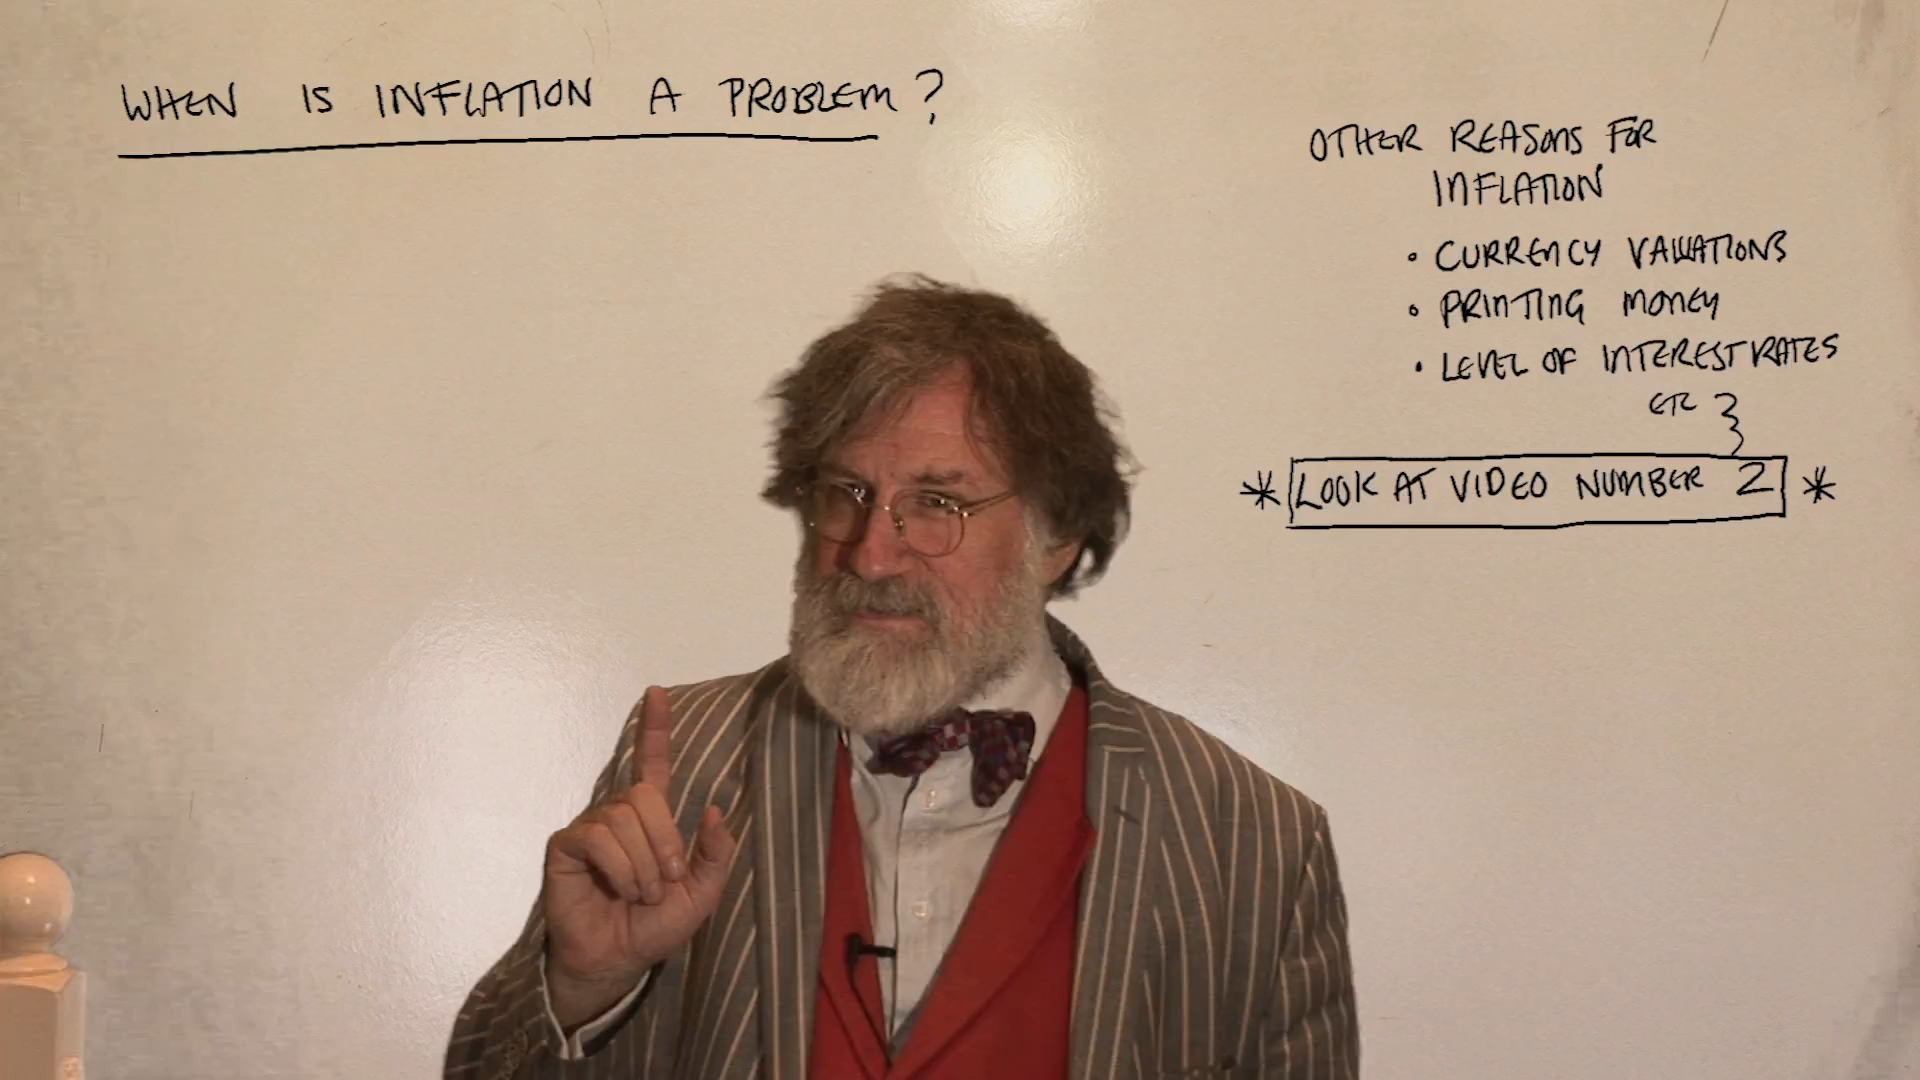 WHEN IS INFLATION A PROBLEM?
OTHER REASONS FOR
INFLATION
• CURRENCY VALUATIONS
• PRINTING MONEY
• LEVEL OF INTEREST RATES
ETC
* LOOK AT VIDEO NUMBER 2 *